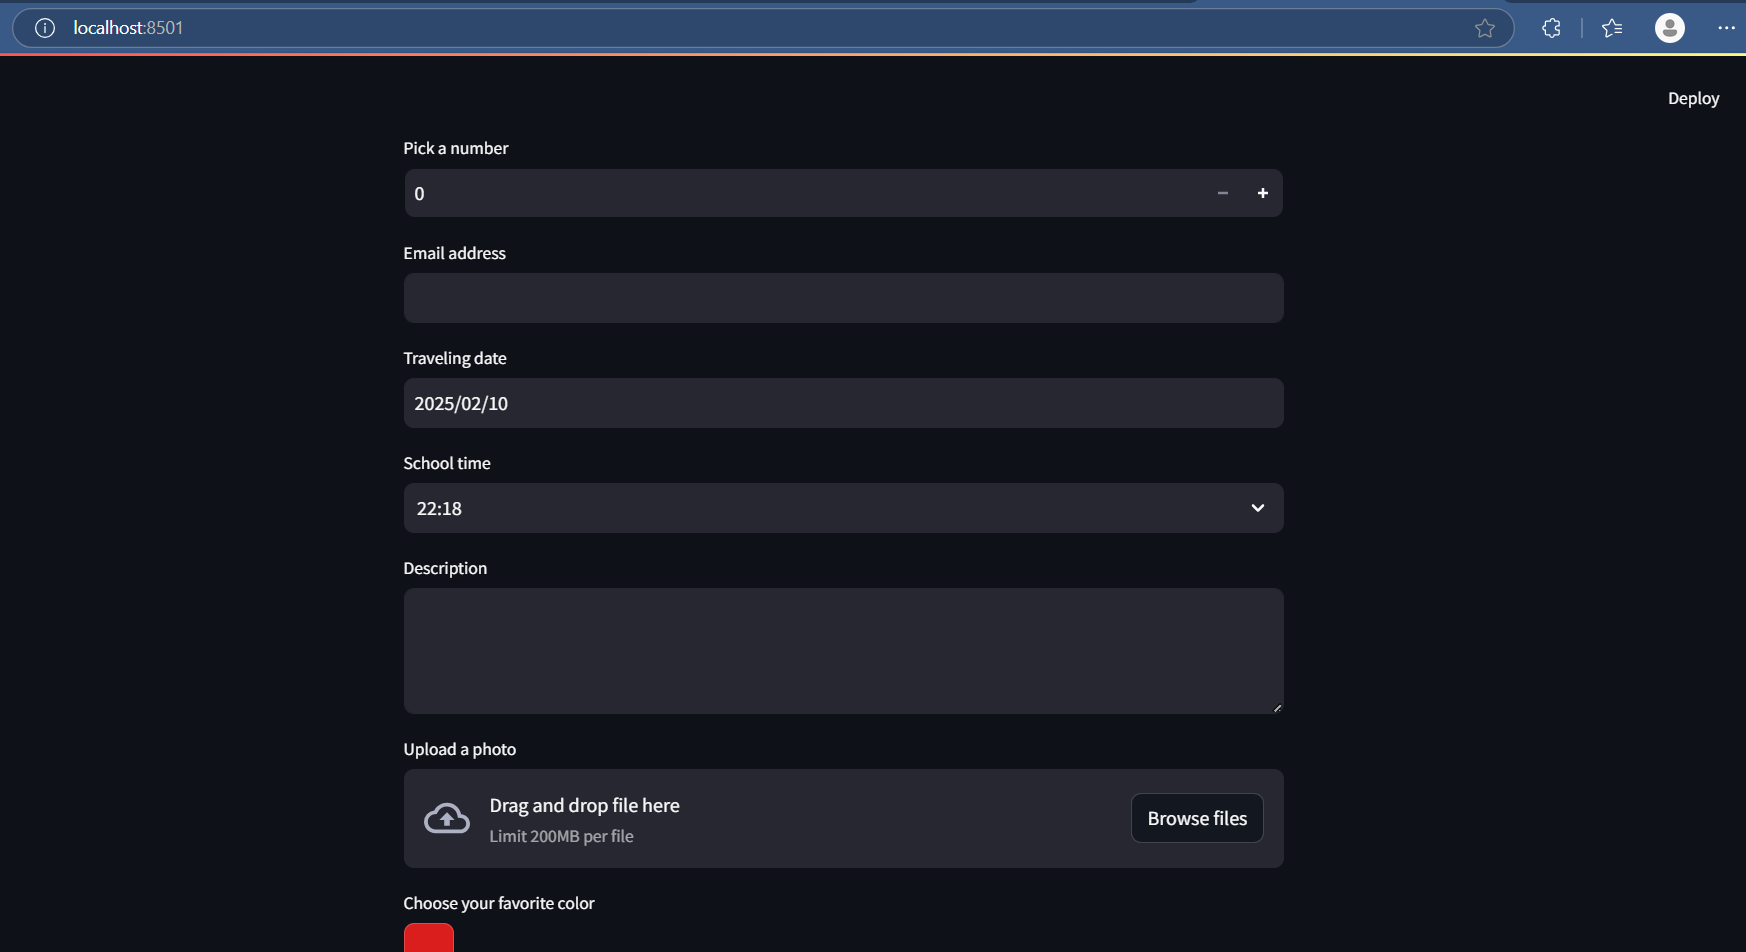 localhost:8501
Deploy
Pick a number
0
Email address
Traveling date
2025/02/10
School time
22:18
Description
Upload a photo
Drag and drop file here
Limit 200MB per file
Browse files
Choose your favorite color